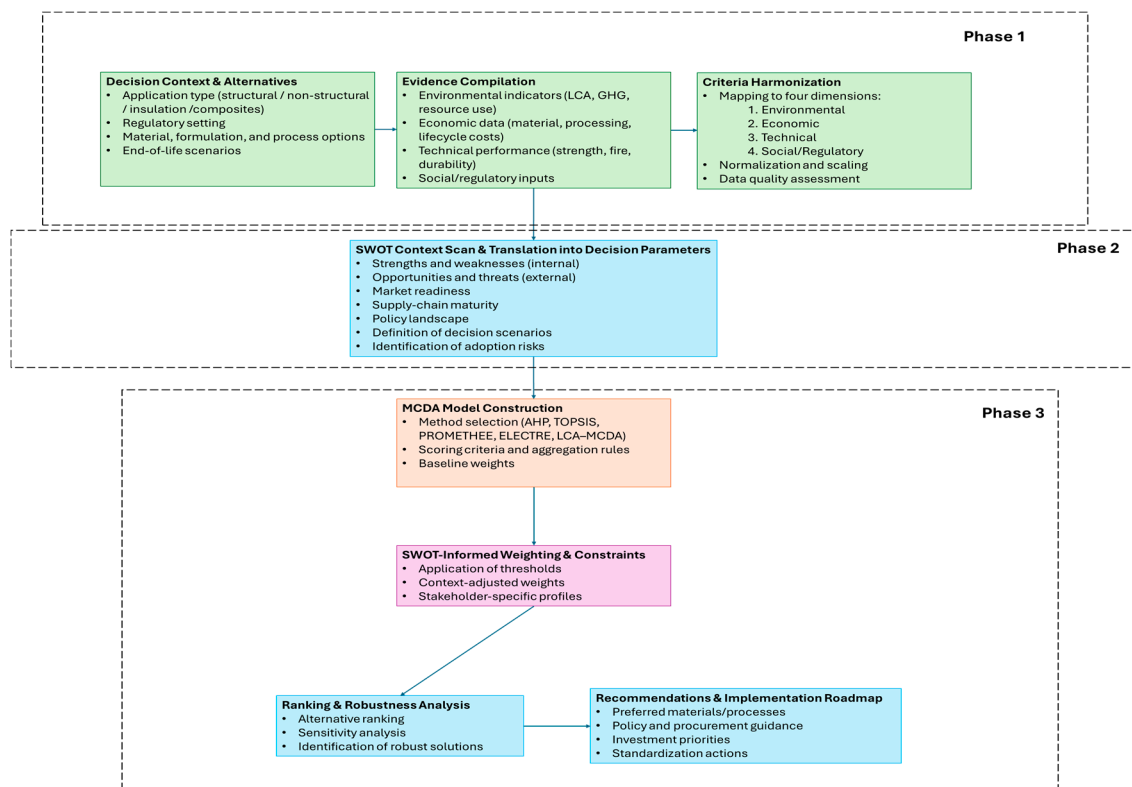 Phase 1
Decision Context & Alternatives
• Application type (structural / non-structural
/ insulation /composites)
• Regulatory setting
• Material, formulation, and process options
• End-of-life scenarios
Evidence Compilation
• Environmental indicators (LCA, GHG,
resource use)
• Economic data (material, processing,
lifecycle costs)
• Technical performance (strength, fire,
durability)
• Social/regulatory inputs
Criteria Harmonization
• Mapping to four dimensions:
1. Environmental
2. Economic
3. Technical
4. Social/Regulatory
• Normalization and scaling
• Data quality assessment
Phase 2
SWOT Context Scan & Translation into Decision Parameters
• Strengths and weaknesses (internal)
• Opportunities and threats (external)
• Market readiness
• Supply-chain maturity
• Policy landscape
• Definition of decision scenarios
• Identification of adoption risks
Phase 3
MCDA Model Construction
• Method selection (AHP, TOPSIS,
PROMETHEE, ELECTRE, LCA–MCDA)
• Scoring criteria and aggregation rules
• Baseline weights
SWOT-Informed Weighting & Constraints
• Application of thresholds
• Context-adjusted weights
• Stakeholder-specific profiles
Ranking & Robustness Analysis
• Alternative ranking
• Sensitivity analysis
• Identification of robust solutions
Recommendations & Implementation Roadmap
• Preferred materials/processes
• Policy and procurement guidance
• Investment priorities
• Standardization actions